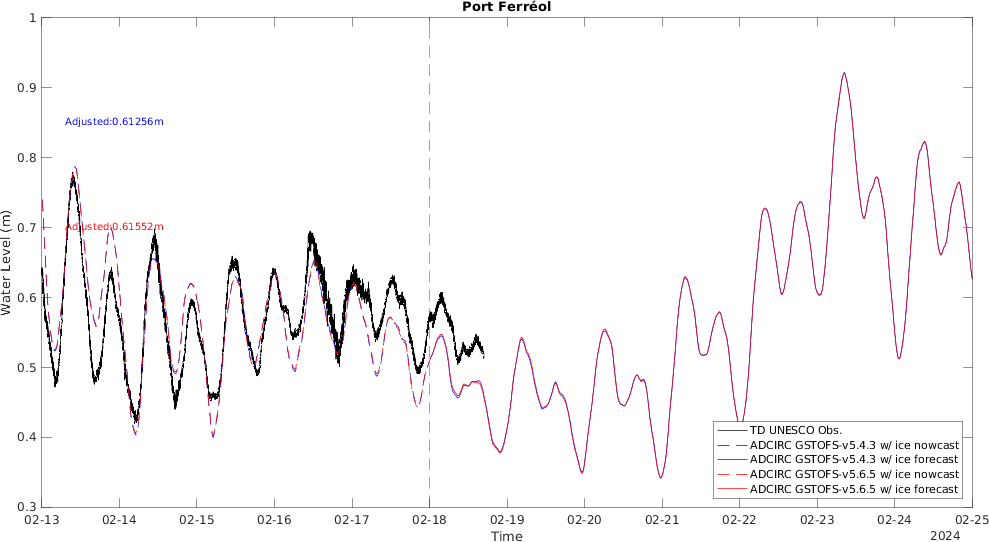 Port Ferréol
1
0.9
0.8
0.7
0.6
0.5
0.4
0.3
Water Level (m)
Adjusted:0.61256m
Adjusted:0.61552m
TD UNESCO Obs.
ADCIRC GSTOFS-v5.4.3 w/ ice nowcast
ADCIRC GSTOFS-v5.4.3 w/ ice forecast
ADCIRC GSTOFS-v5.6.5 w/ ice nowcast
ADCIRC GSTOFS-v5.6.5 w/ ice forecast
02-13 02-14 02-15 02-16 02-17 02-18 02-19 02-20 02-21 02-22 02-23 02-24 02-25
Time
2024